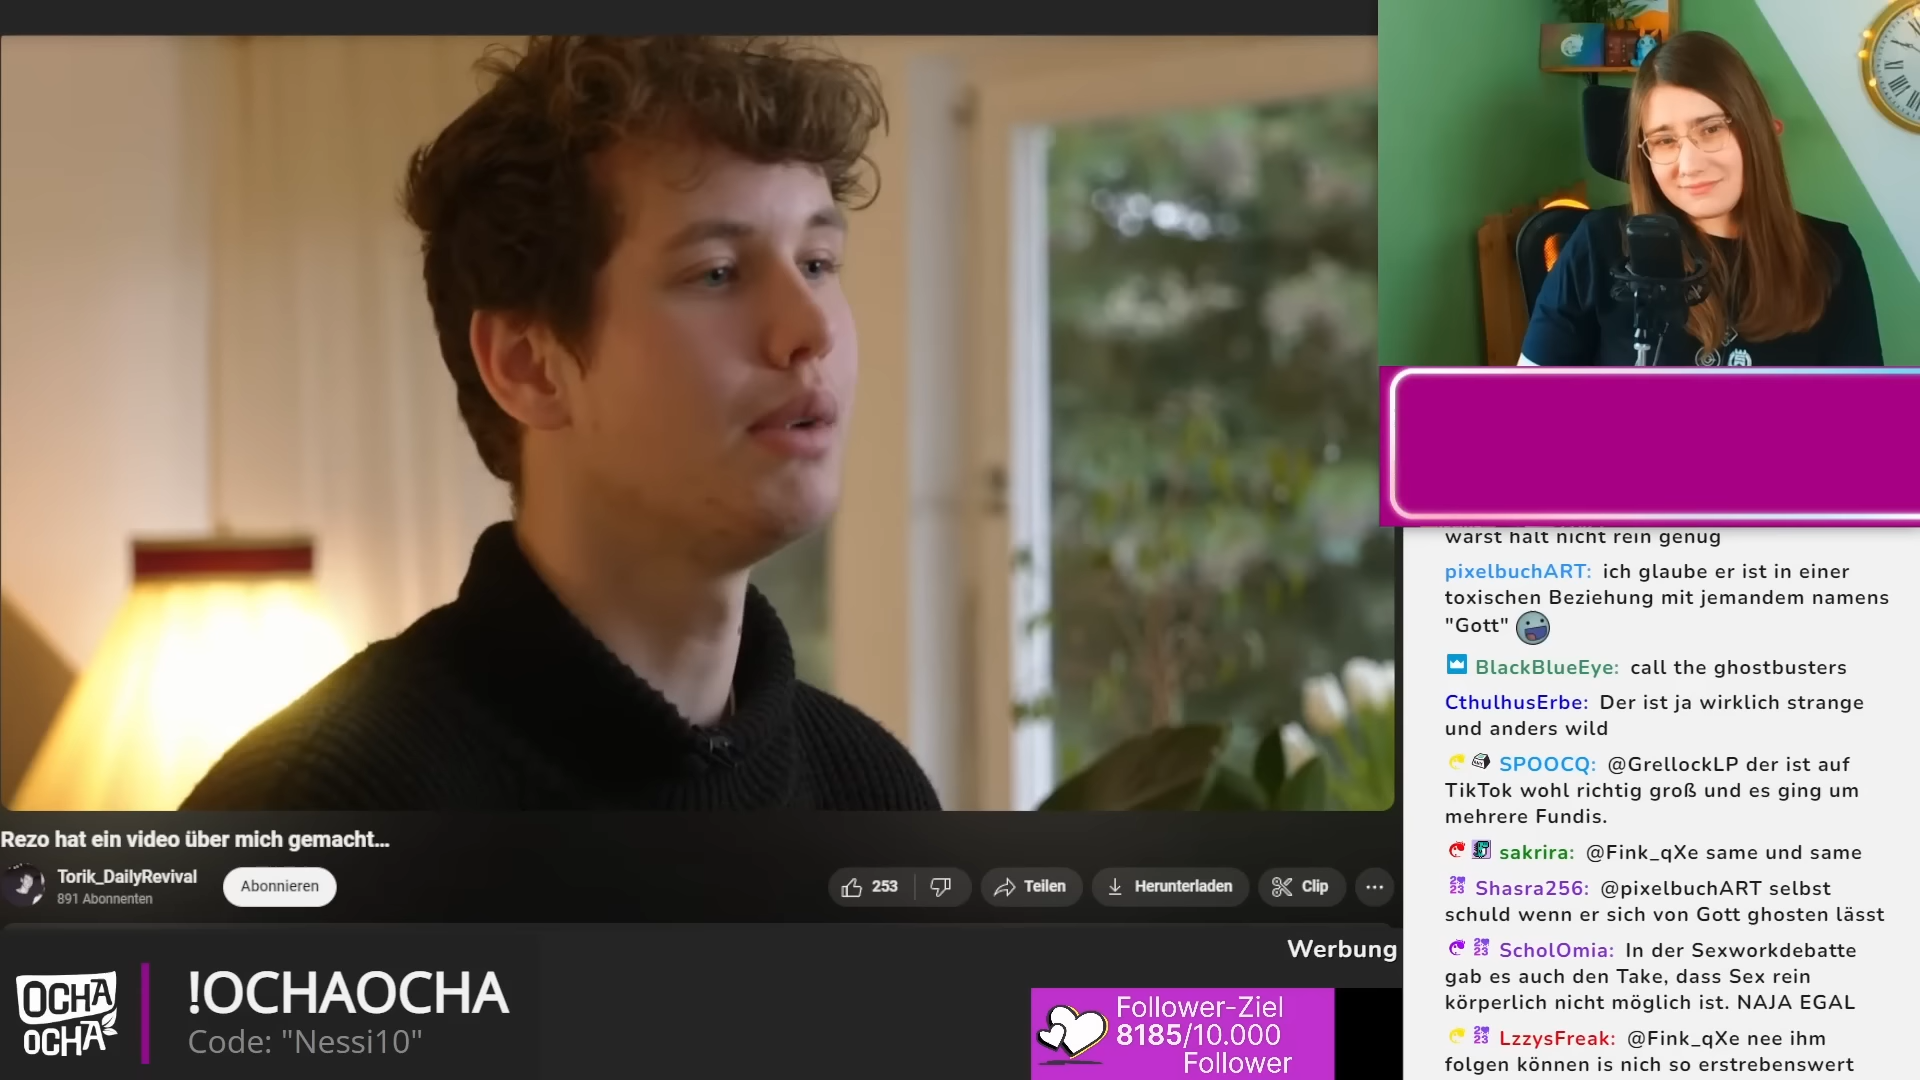 Rezo hat ein video über mich gemacht...
Torik_DailyRevival
891 Abonnenten
Abonnieren
253
Teilen
Herunterladen
Clip
Werbung
OCHA
OCHA
!OCHAOCHA
Code: "Nessi10"
Follower-Ziel
8185/10.000
Follower
wärst halt nicht rein genug
pixelbuchART: ich glaube er ist in einer
toxischen Beziehung mit jemandem namens
"Gott"
BlackBlueEye: call the ghostbusters
CthulhusErbe: Der ist ja wirklich strange
und anders wild
SPOOCQ: @GrellockLP der ist auf
TikTok wohl richtig groß und es ging um
mehrere Fundis.
sakrira: @Fink_qXe same und same
Shasra256: @pixelbuchART selbst
schuld wenn er sich von Gott ghosten lässt
ScholOmia: In der Sexworkdebatte
gab es auch den Take, dass Sex rein
körperlich nicht möglich ist. NAJA EGAL
LzzysFreak: @Fink_qXe nee ihm
folgen können is nich so erstrebenswert